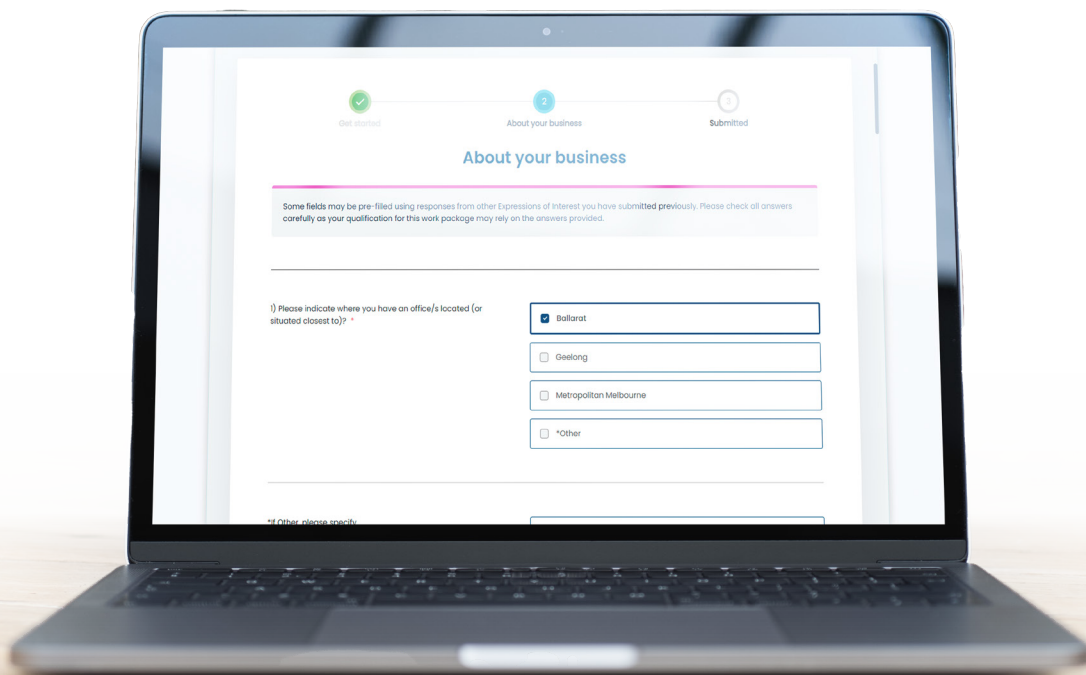 2
3
Get started
About your business
Submitted
About your business
Some fields may be pre-filled using responses from other Expressions of Interest you have submitted previously. Please check all answers
carefully as your qualification for this work package may rely on the answers provided.
1) Please indicate where you have an office/s located (or
situated closest to)? *
Ballarat
Geelong
Metropolitan Melbourne
*Other
*If Other, please specify